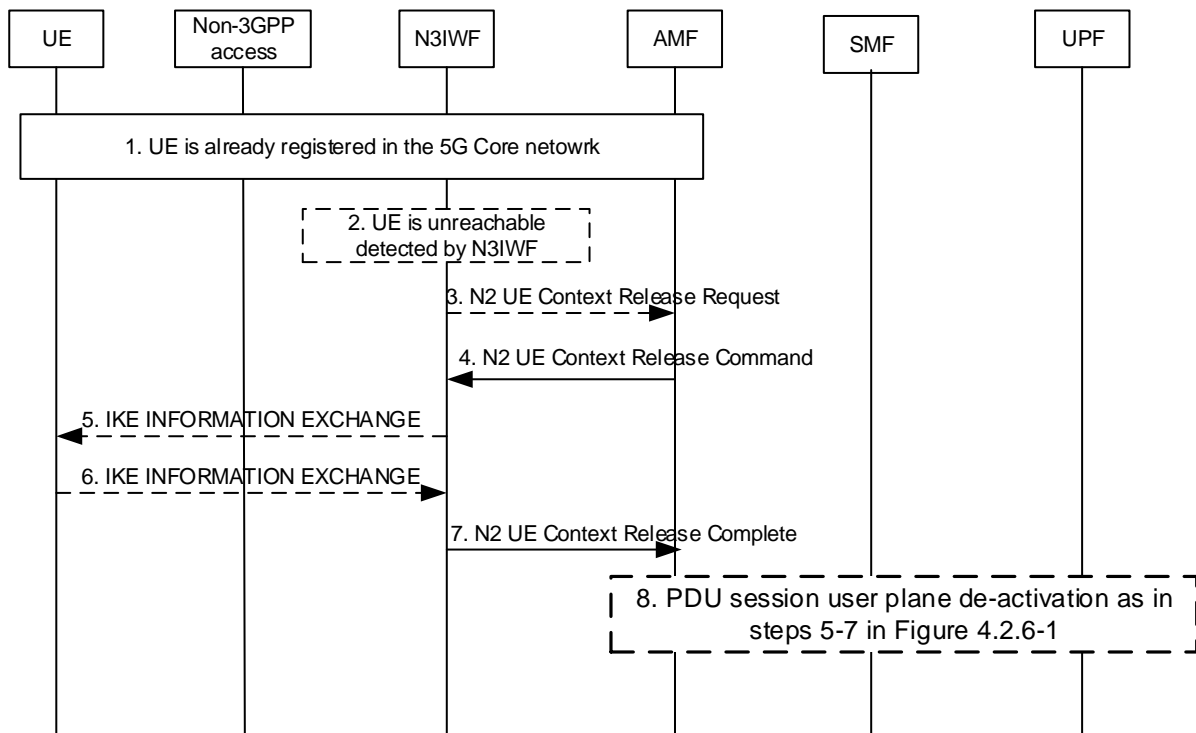 UE
Non-3GPP
access
N3IWF
AMF
SMF
UPF
1. UE is already registered in the 5G Core netowrk
2. UE is unreachable
detected by N3IWF
3. N2 UE Context Release Request
4. N2 UE Context Release Command
5. IKE INFORMATION EXCHANGE
6. IKE INFORMATION EXCHANGE
7. N2 UE Context Release Complete
8. PDU session user plane de-activation as in
steps 5-7 in Figure 4.2.6-1